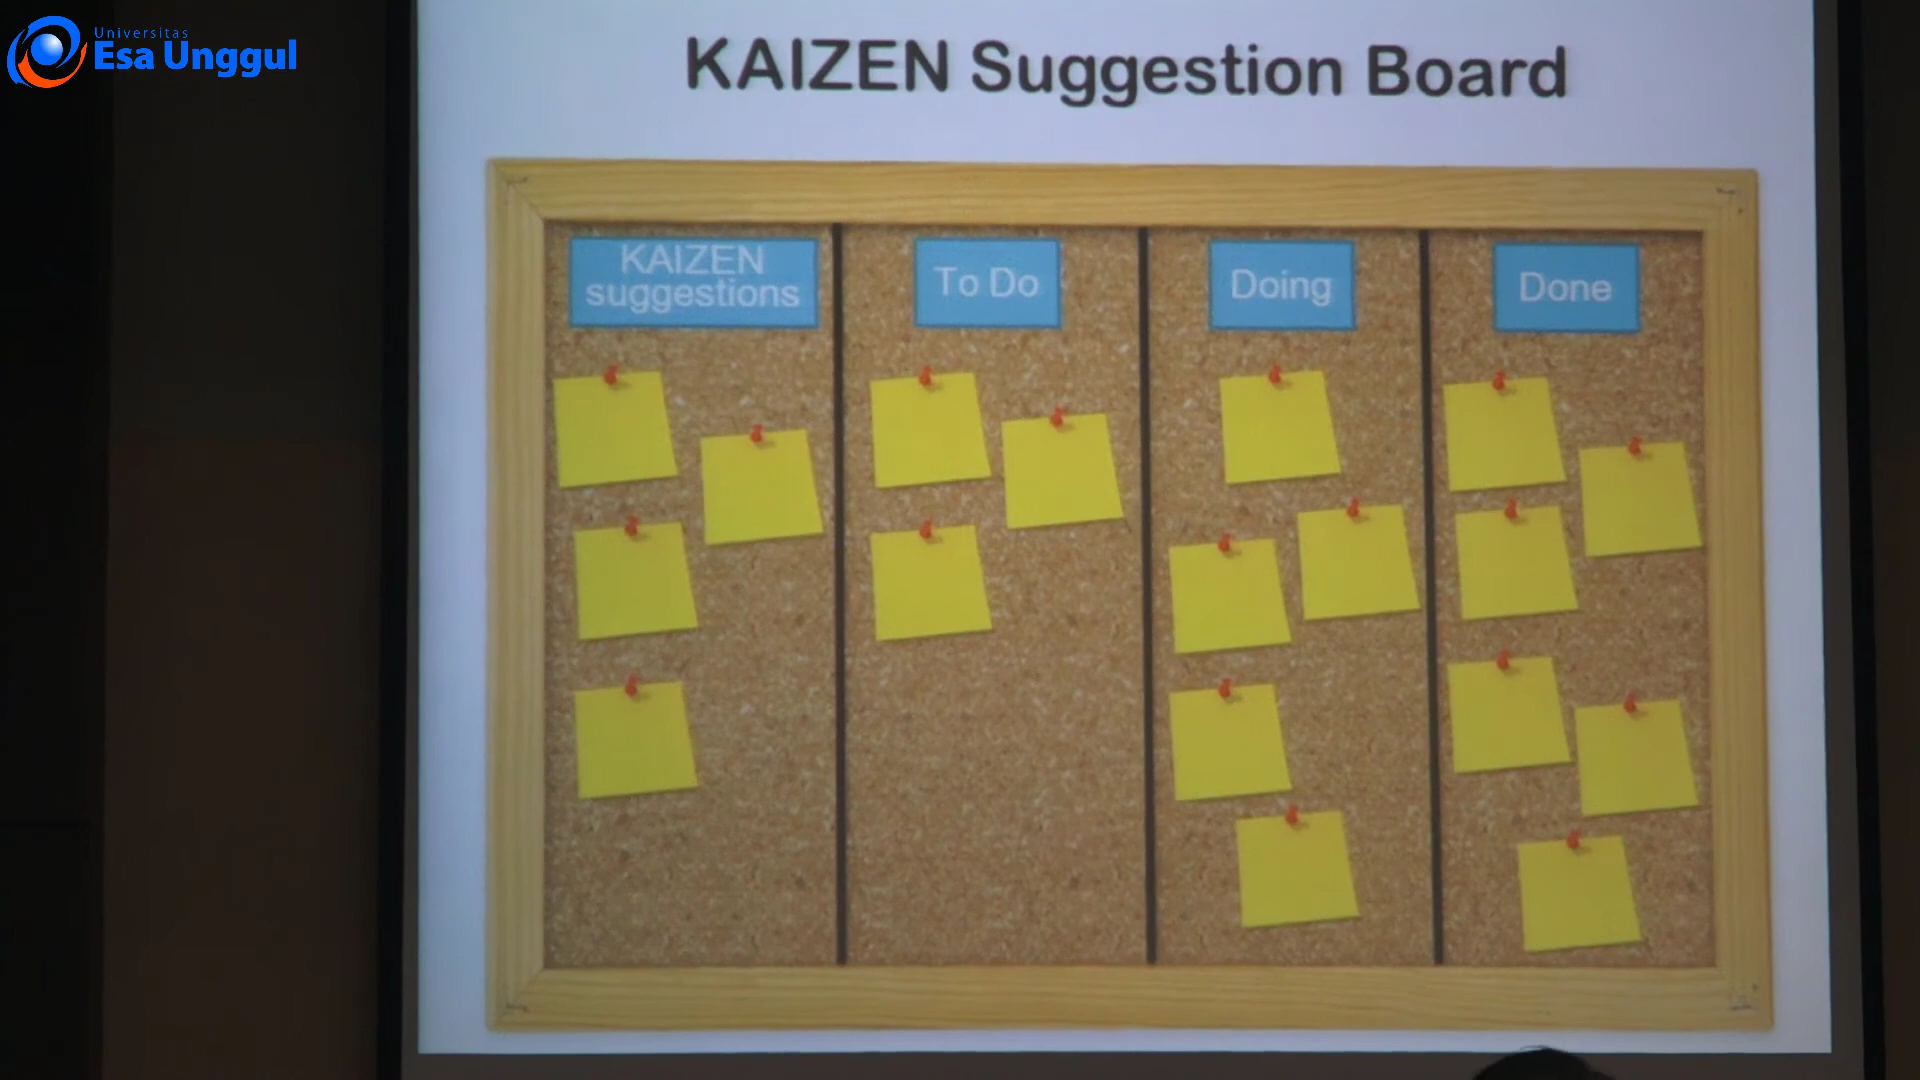 Universitas
Esa Unggul
KAIZEN Suggestion Board
KAIZEN
suggestions
To Do
Doing
Done